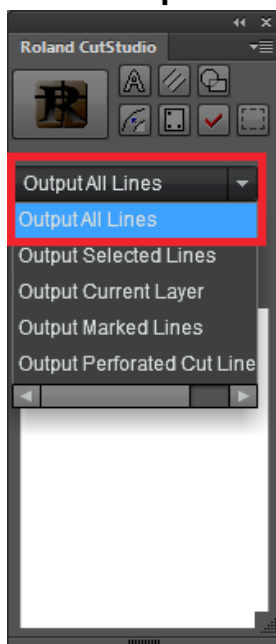 Roland CutStudio
Output All Lines
Output All Lines
Output Selected Lines
Output Current Layer
Output Marked Lines
Output Perforated Cut Line